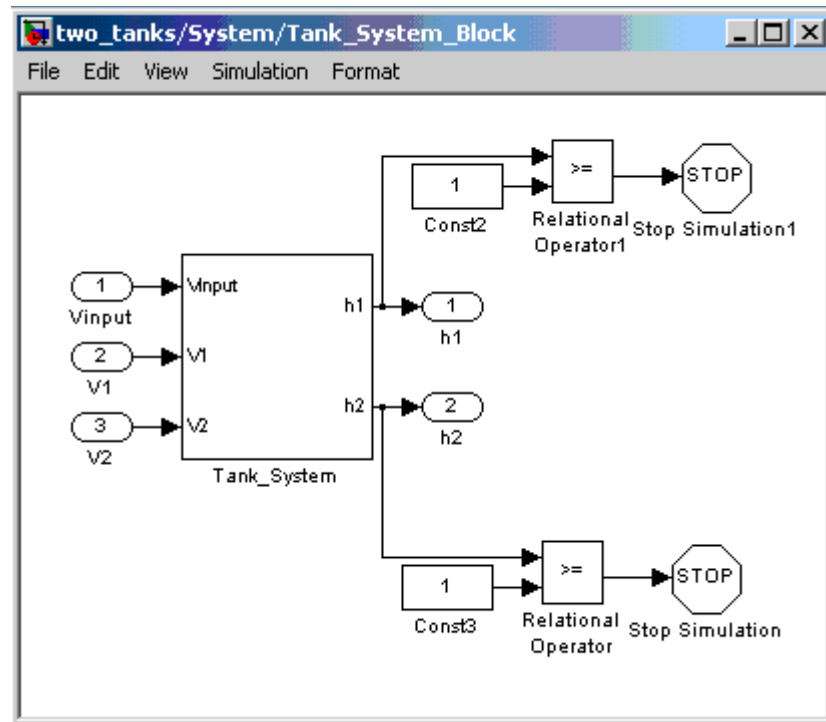 two_tanks/System/Tank_System_Block
File Edit View Simulation Format
1
Const2
>=
Relational
Operator1
STOP
Stop Simulation1
1
Vinput
2
V1
3
V2
Vinput
V1
V2
h1
h2
Tank_System
1
h1
2
h2
1
Const3
>=
Relational
Operator
STOP
Stop Simulation